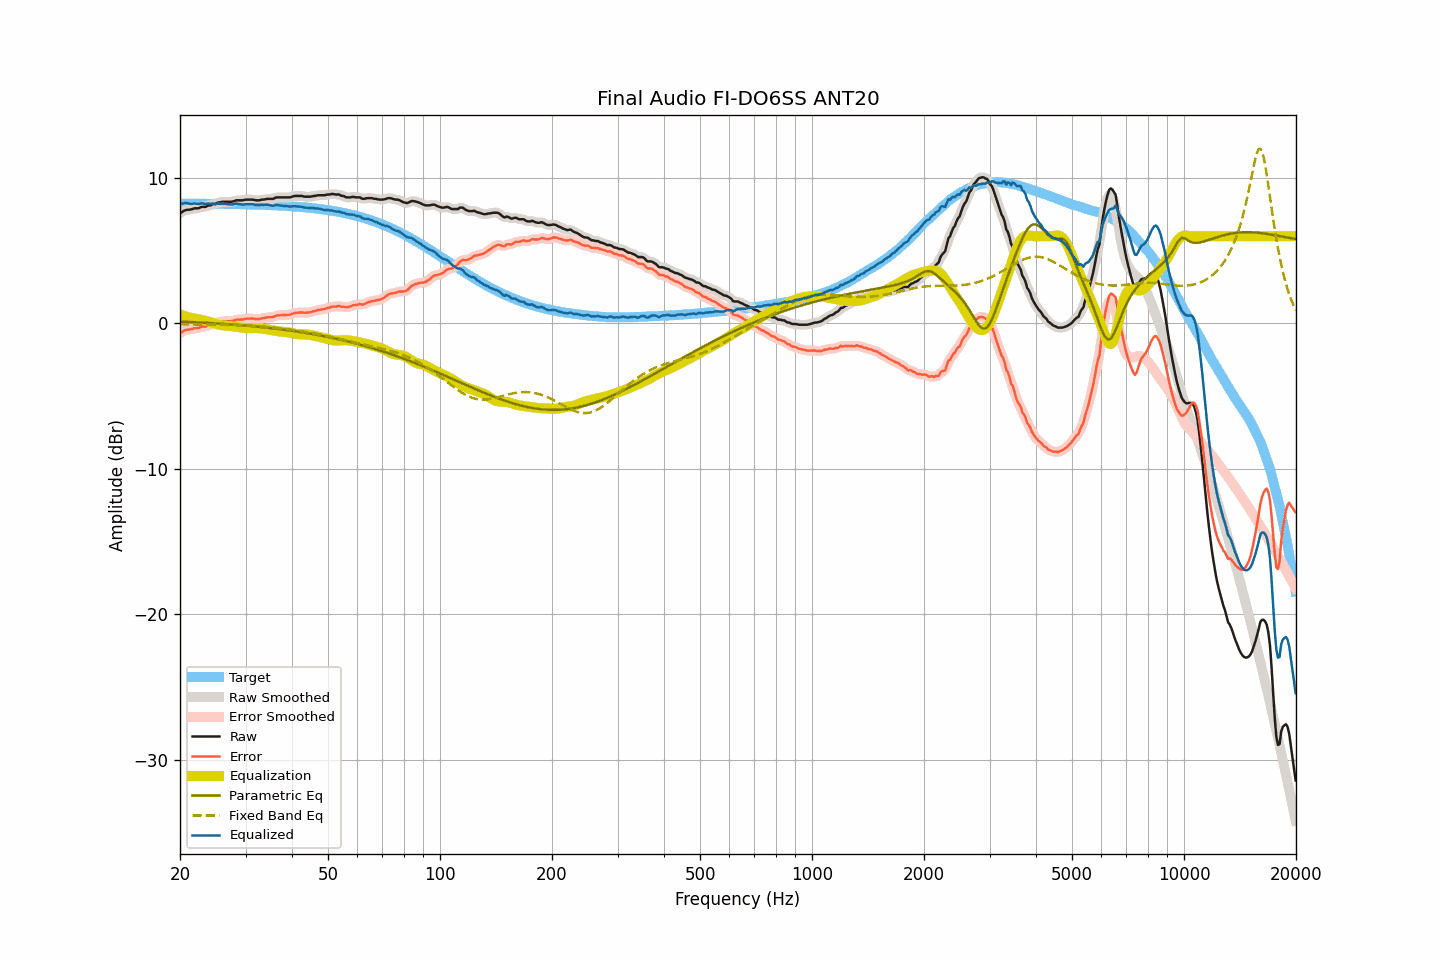 Final Audio FI-DO6SS ANT20
Amplitude (dBr)
10
0
−10
−20
−30
Target
Raw Smoothed
Error Smoothed
Raw
Error
Equalization
Parametric Eq
Fixed Band Eq
Equalized
20 50 100 200 500 1000 2000 5000 10000 20000
Frequency (Hz)